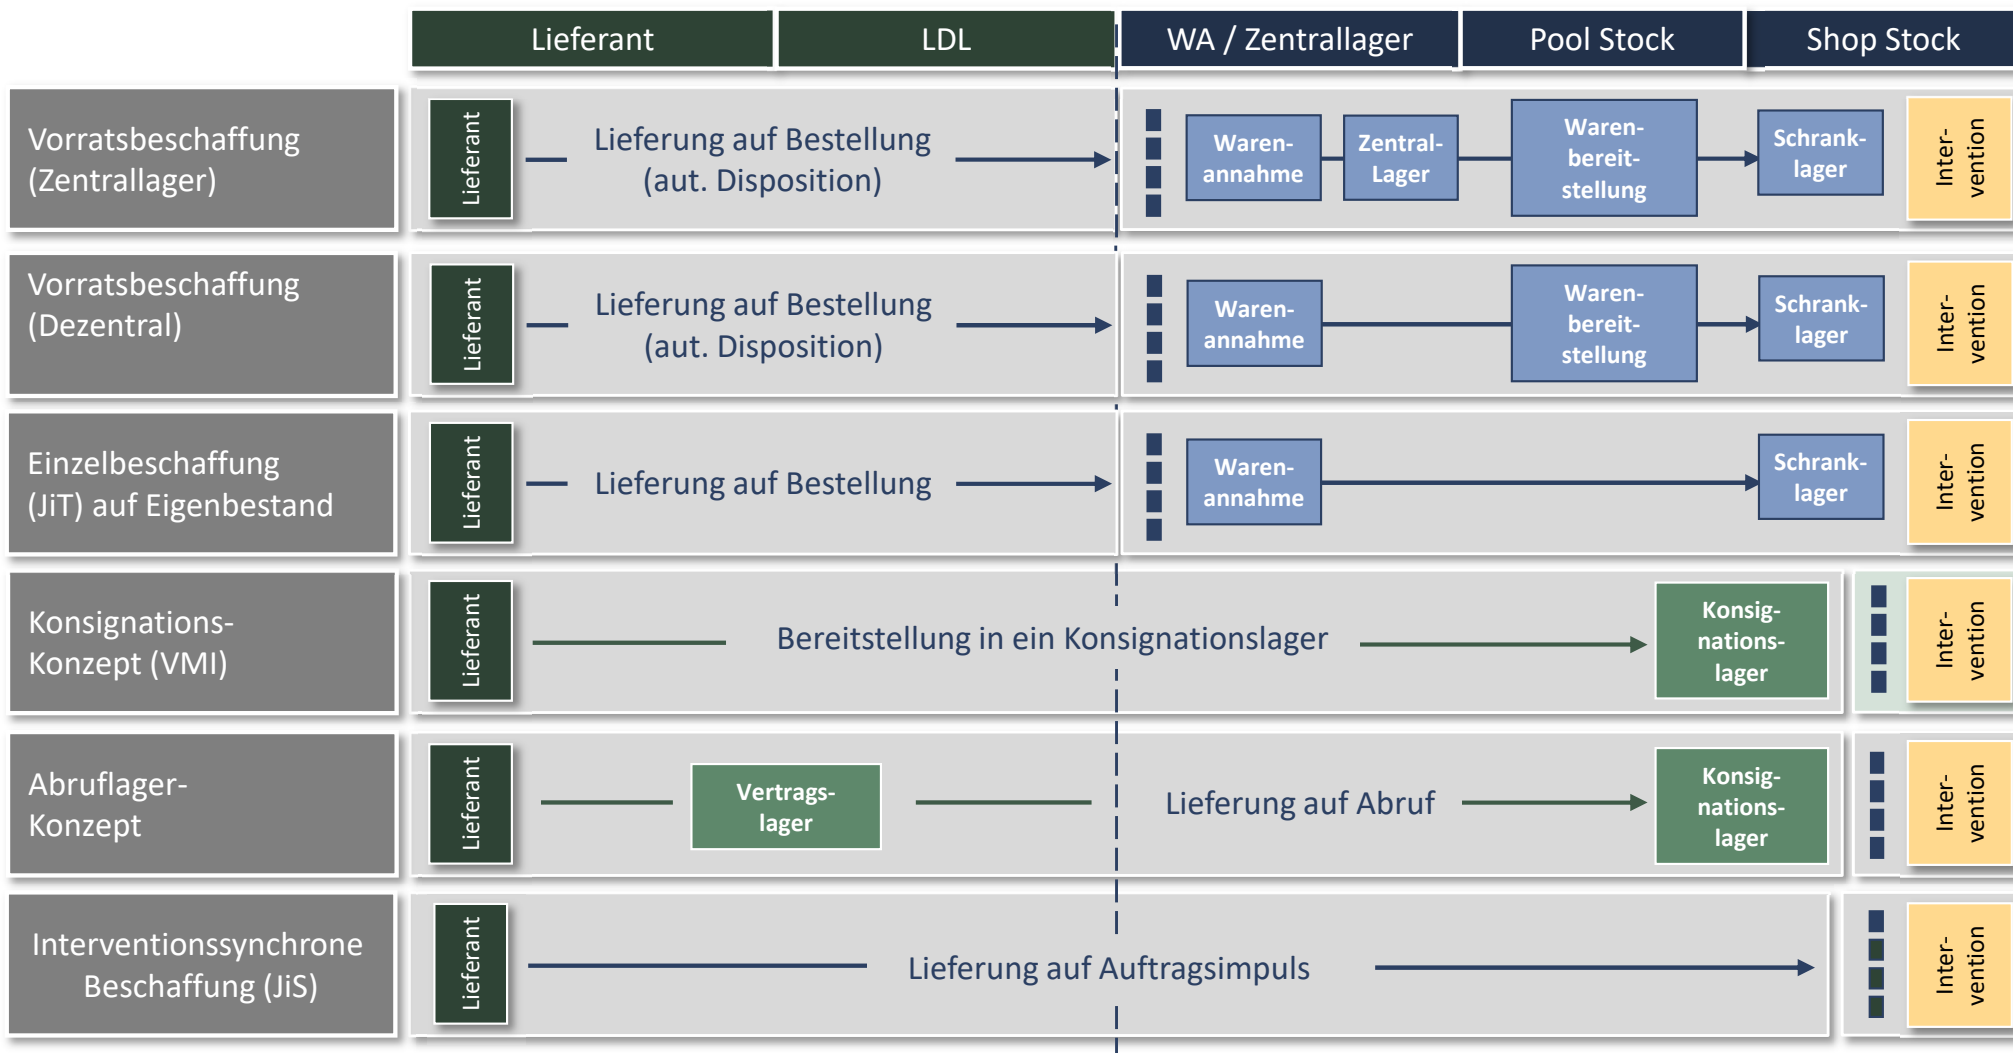 Lieferant
LDL
WA / Zentrallager
Pool Stock
Shop Stock
Vorratsbeschaffung
(Zentrallager)
Lieferant
Lieferung auf Bestellung
(aut. Disposition)
Waren-
annahme
Zentral-
Lager
Waren-
bereit-
stellung
Schrank-
lager
Inter-
vention
Vorratsbeschaffung
(Dezentral)
Lieferant
Lieferung auf Bestellung
(aut. Disposition)
Waren-
annahme
Waren-
bereit-
stellung
Schrank-
lager
Inter-
vention
Einzelbeschaffung
(JiT) auf Eigenbestand
Lieferant
Lieferung auf Bestellung
Waren-
annahme
Schrank-
lager
Inter-
vention
Konsignations-
Konzept (VMI)
Lieferant
Bereitstellung in ein Konsignationslager
Konsig-
nations-
lager
Inter-
vention
Abruflager-
Konzept
Lieferant
Vertrags-
lager
Lieferung auf Abruf
Konsig-
nations-
lager
Inter-
vention
Interventionssynchrone
Beschaffung (JiS)
Lieferant
Lieferung auf Auftragsimpuls
Inter-
vention